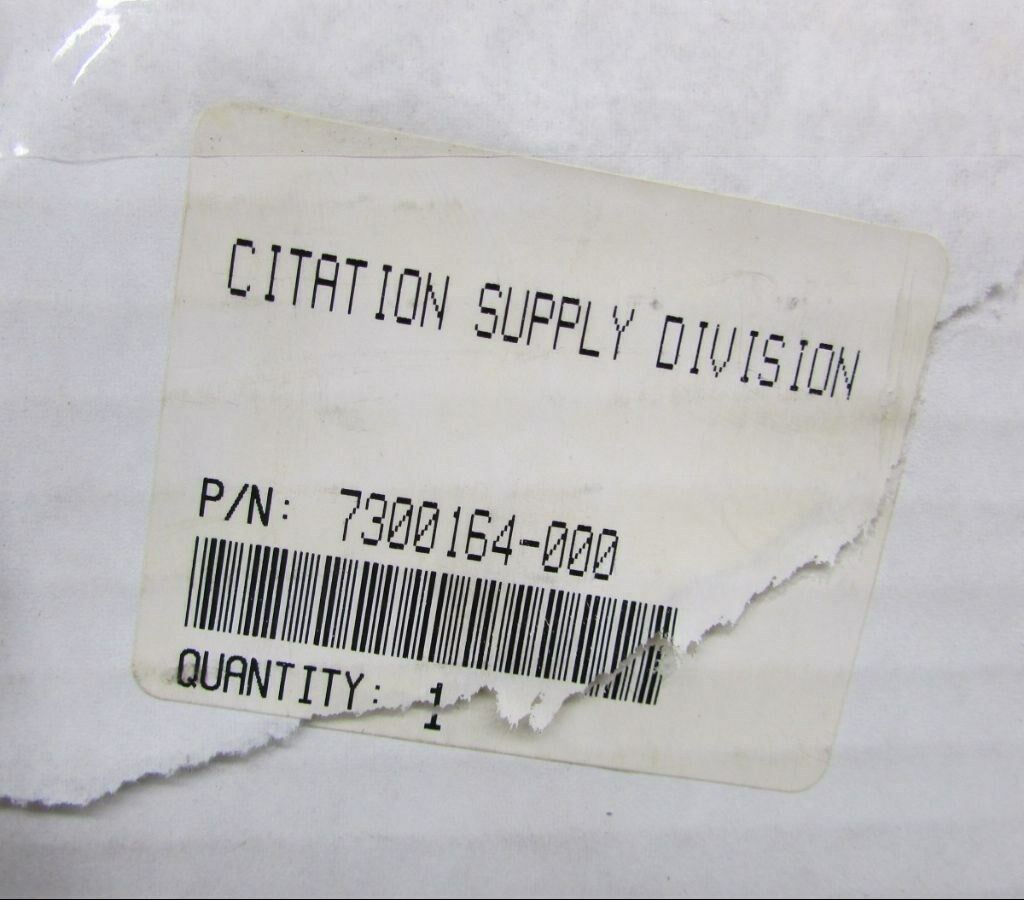 CITATION SUPPLY DIVISION
P/N: 7300164-000
QUANTITY: 1